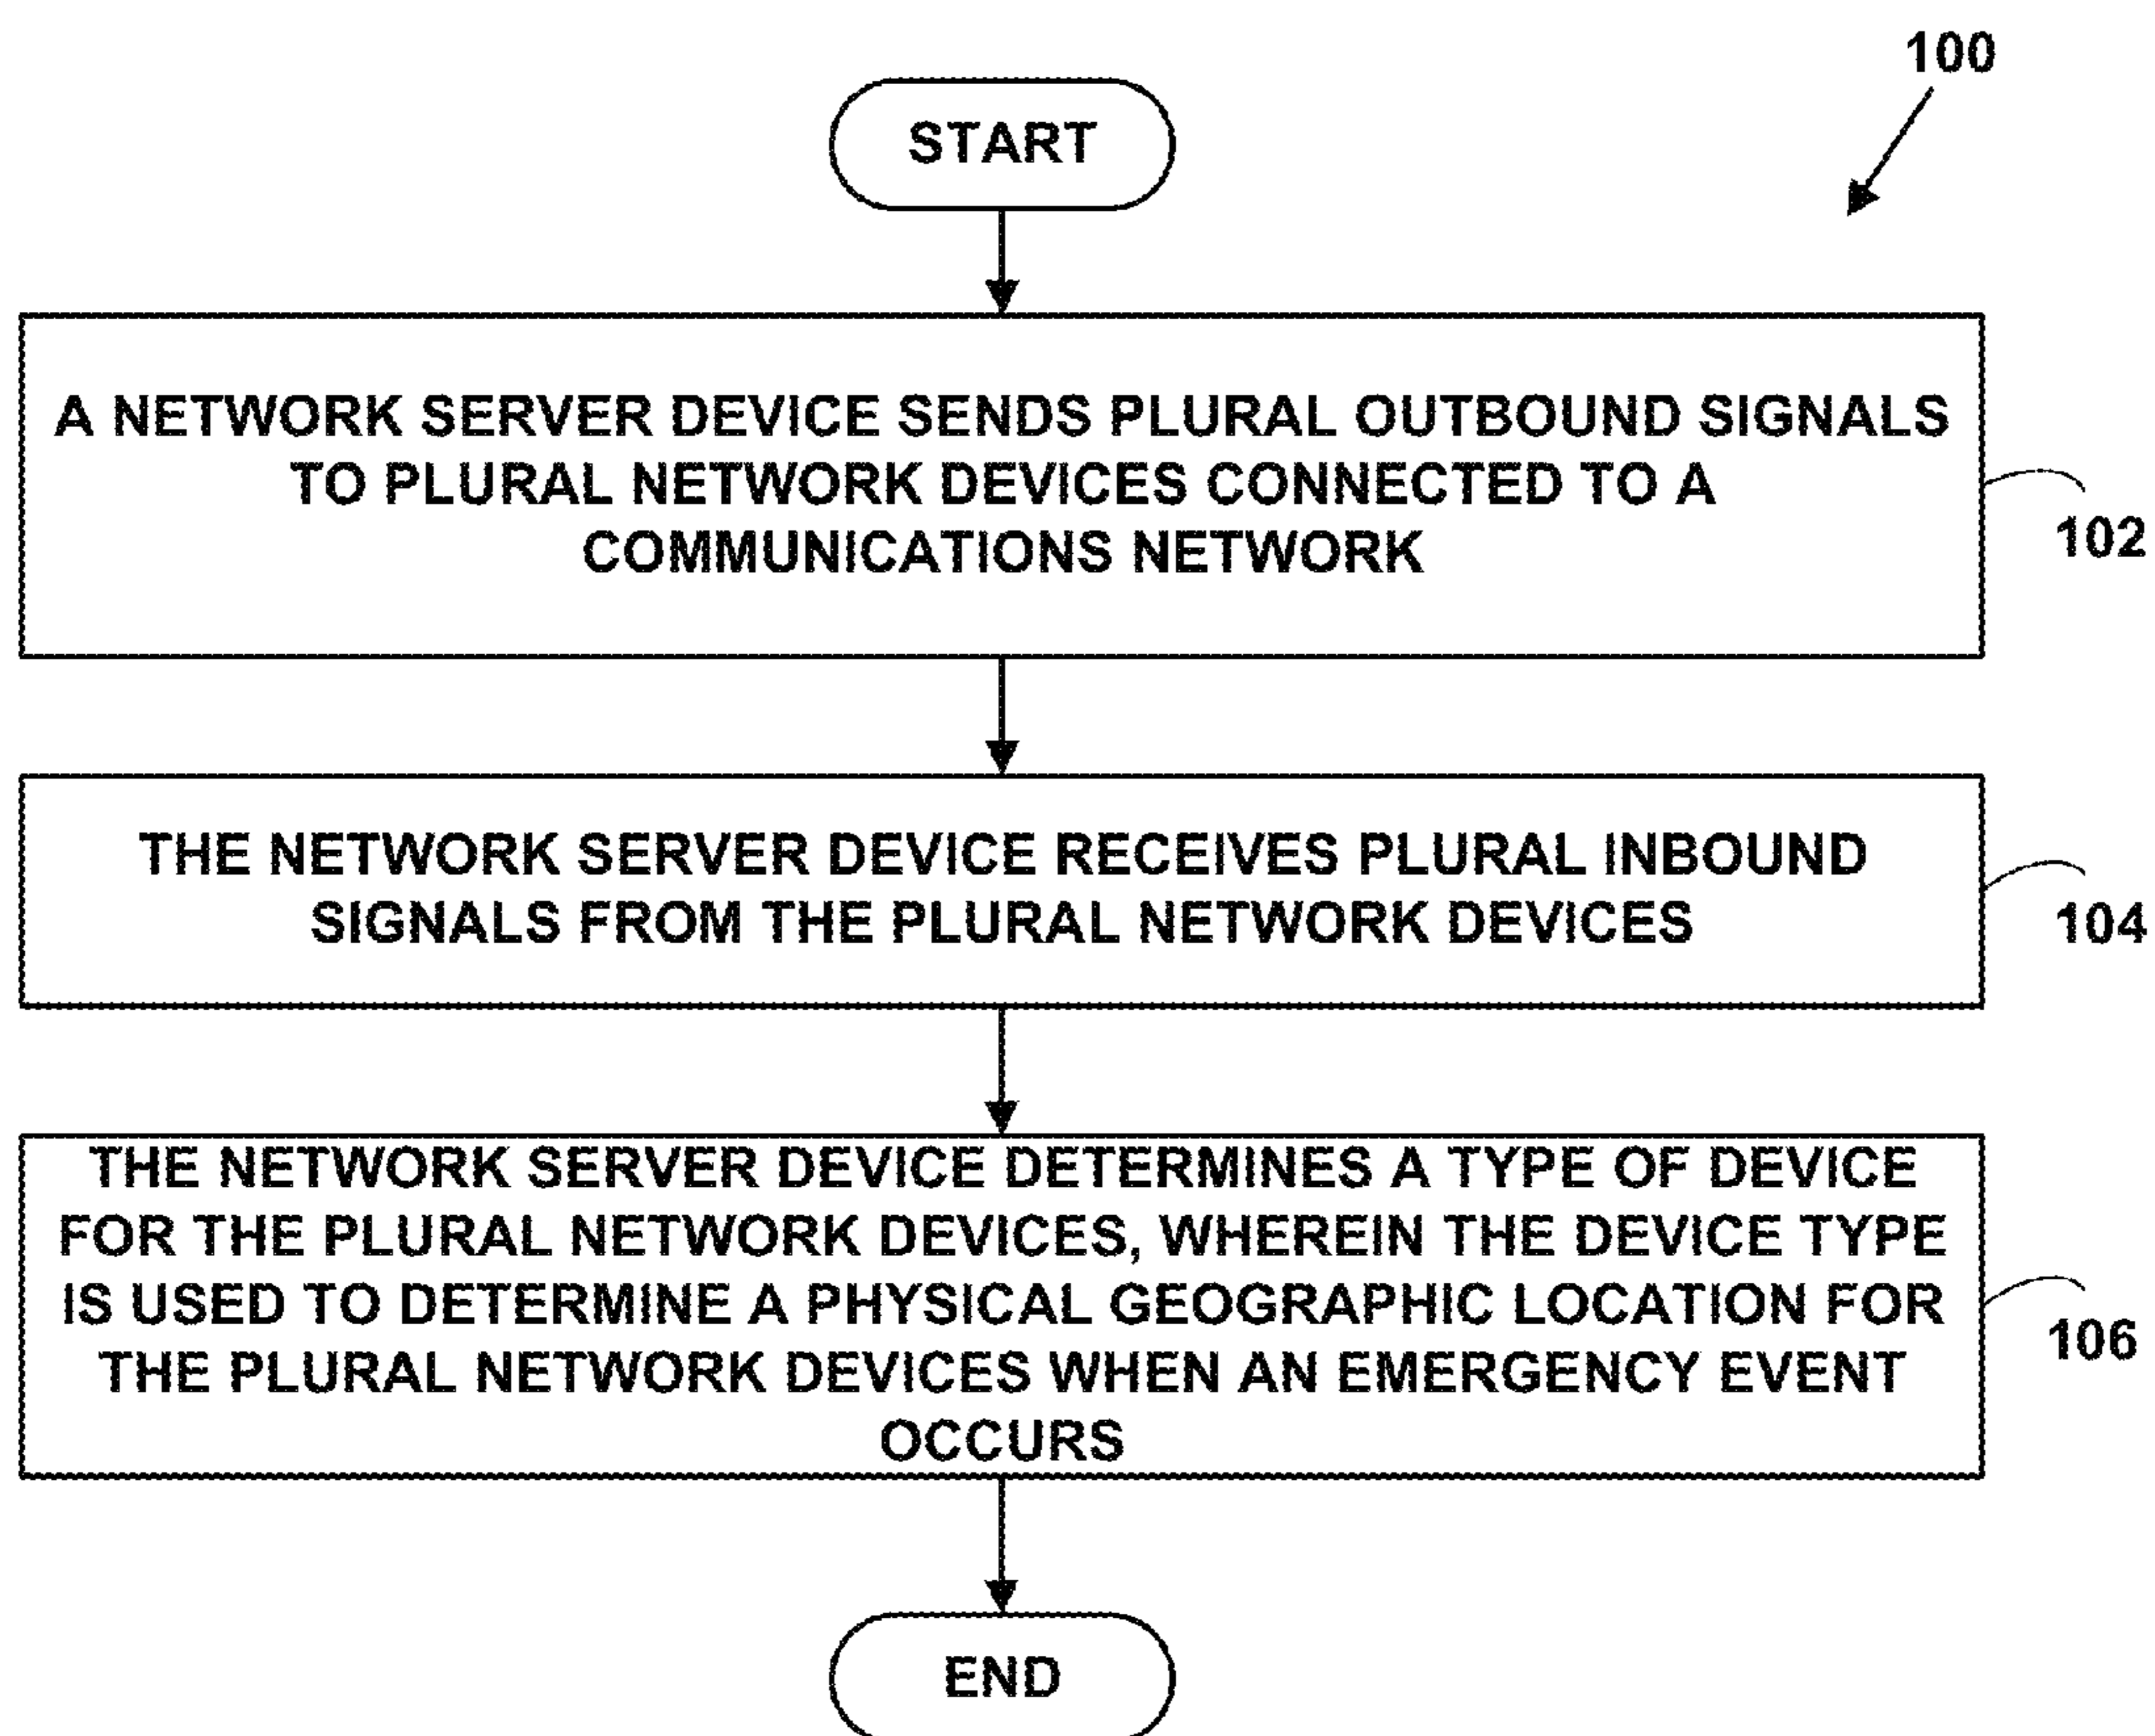 100
START
A NETWORK SERVER DEVICE SENDS PLURAL OUTBOUND SIGNALS
TO PLURAL NETWORK DEVICES CONNECTED TO A
COMMUNICATIONS NETWORK
102
THE NETWORK SERVER DEVICE RECEIVES PLURAL INBOUND
SIGNALS FROM THE PLURAL NETWORK DEVICES
104
THE NETWORK SERVER DEVICE DETERMINES A TYPE OF DEVICE
FOR THE PLURAL NETWORK DEVICES, WHEREIN THE DEVICE TYPE
IS USED TO DETERMINE A PHYSICAL GEOGRAPHIC LOCATION FOR
THE PLURAL NETWORK DEVICES WHEN AN EMERGENCY EVENT
OCCURS
106
END